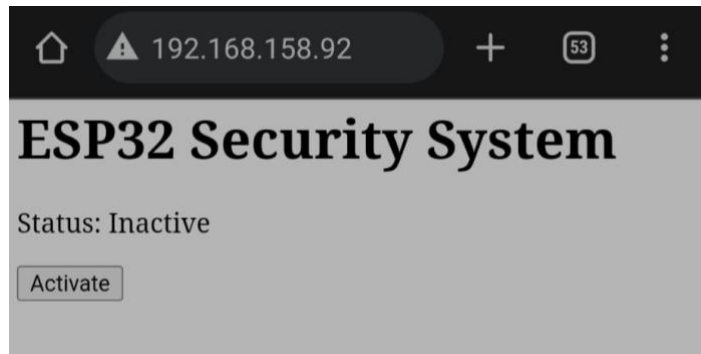 192.168.158.92
53
ESP32 Security System
Status: Inactive
Activate